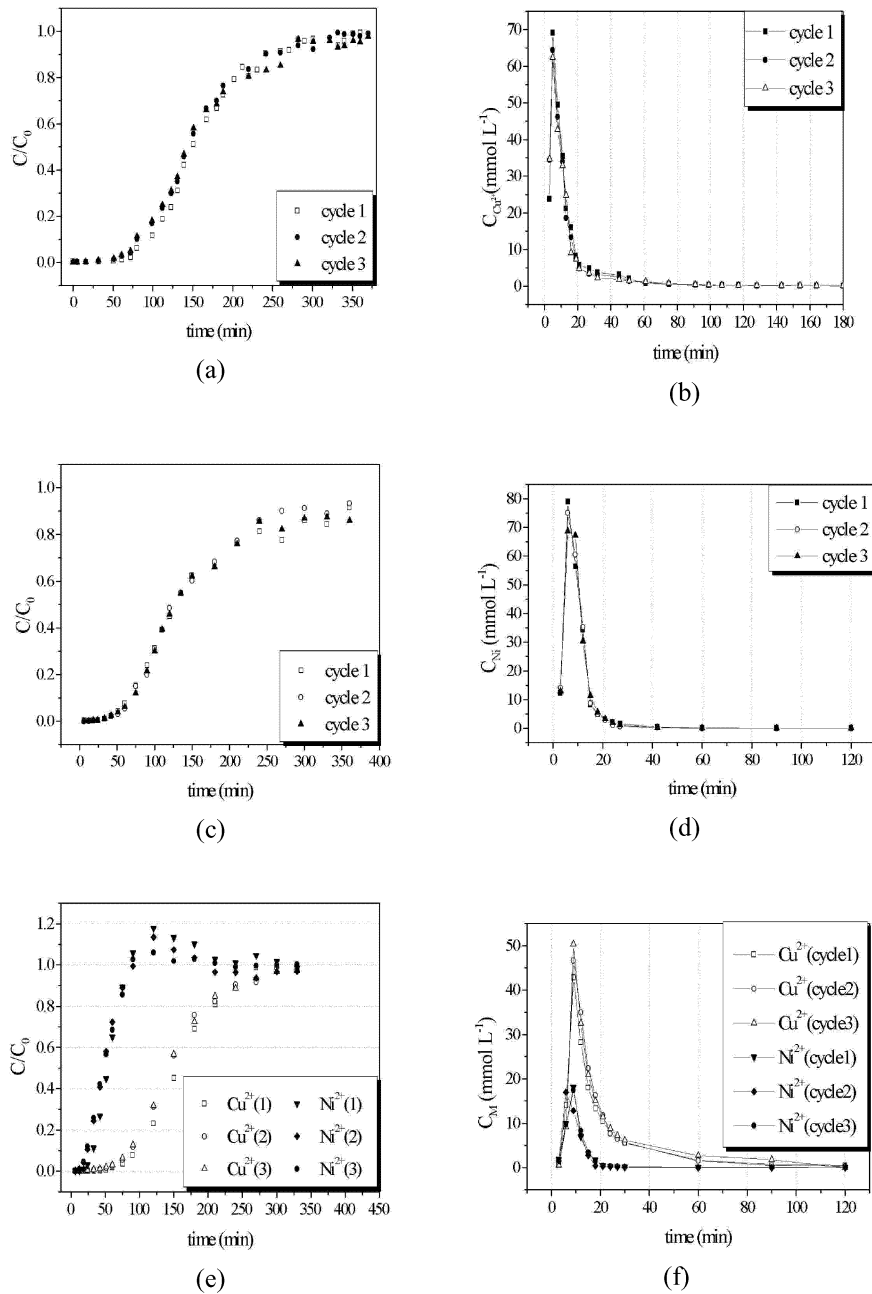 1.0
0.8
0.6
0.4
0.2
0.0
C/C₀
cycle 1
cycle 2
cycle 3
0 50 100 150 200 250 300 350
time (min)
(a)
70
60
50
40
30
20
10
0
C_Cu²⁺ (mmol L⁻¹)
cycle 1
cycle 2
cycle 3
0 20 40 60 80 100 120 140 160 180
time (min)
(b)
1.0
0.8
0.6
0.4
0.2
0.0
C/C₀
cycle 1
cycle 2
cycle 3
0 50 100 150 200 250 300 350 400
time (min)
(c)
80
70
60
50
40
30
20
10
0
C_Ni (mmol L⁻¹)
cycle 1
cycle 2
cycle 3
0 20 40 60 80 100 120
time (min)
(d)
1.2
1.0
0.8
0.6
0.4
0.2
0.0
C/C₀
Cu²⁺(1) Ni²⁺(1)
Cu²⁺(2) Ni²⁺(2)
Cu²⁺(3) Ni²⁺(3)
0 50 100 150 200 250 300 350 400 450
time (min)
(e)
50
40
30
20
10
0
C_M (mmol L⁻¹)
Cu²⁺(cycle1)
Cu²⁺(cycle2)
Cu²⁺(cycle3)
Ni²⁺(cycle1)
Ni²⁺(cycle2)
Ni²⁺(cycle3)
0 20 40 60 80 100 120
time (min)
(f)